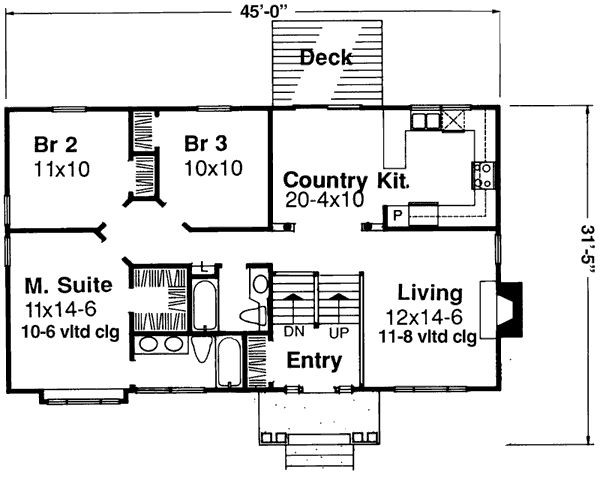 45'-0"
Deck
Br 2
11x10
Br 3
10x10
Country Kit.
20-4x10
P
31'-5"
L
M. Suite
11x14-6
10-6 vltd clg
Living
12x14-6
11-8 vltd clg
DN
UP
Entry